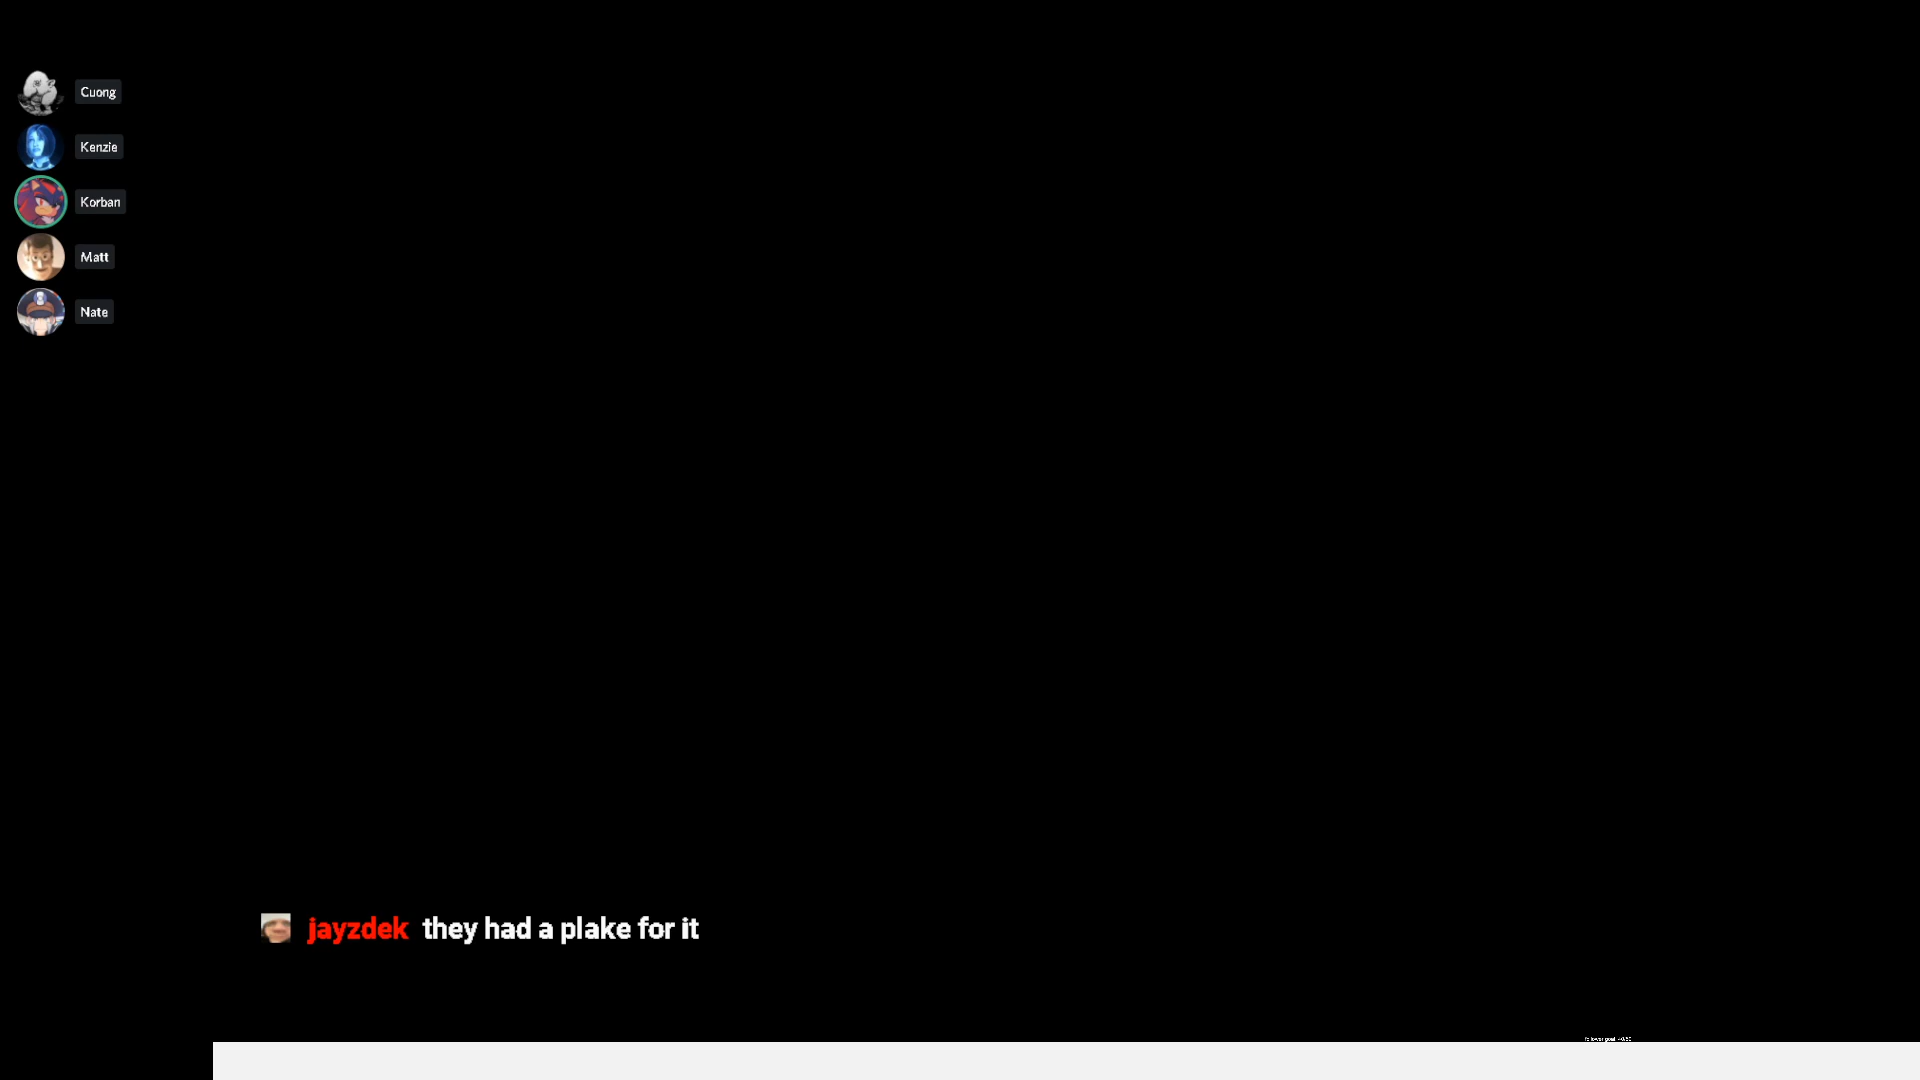 Cuong
Kenzie
Korban
Matt
Nate
jayzdek they had a plake for it